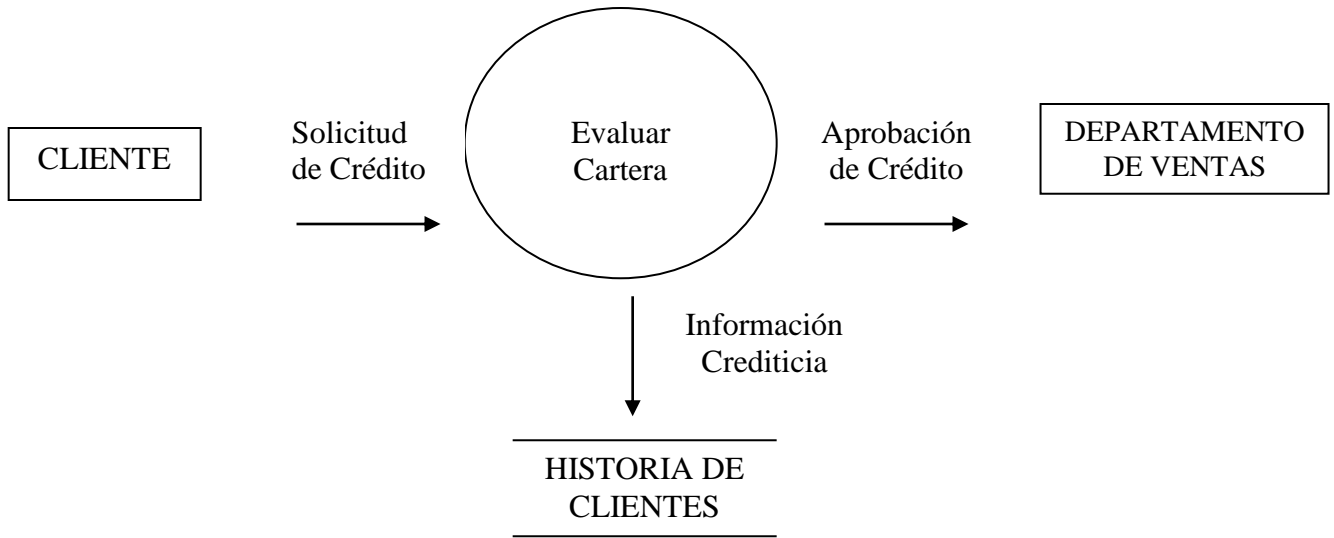 CLIENTE
Solicitud
de Crédito
Evaluar
Cartera
Aprobación
de Crédito
DEPARTAMENTO
DE VENTAS
Información
Crediticia
HISTORIA DE
CLIENTES